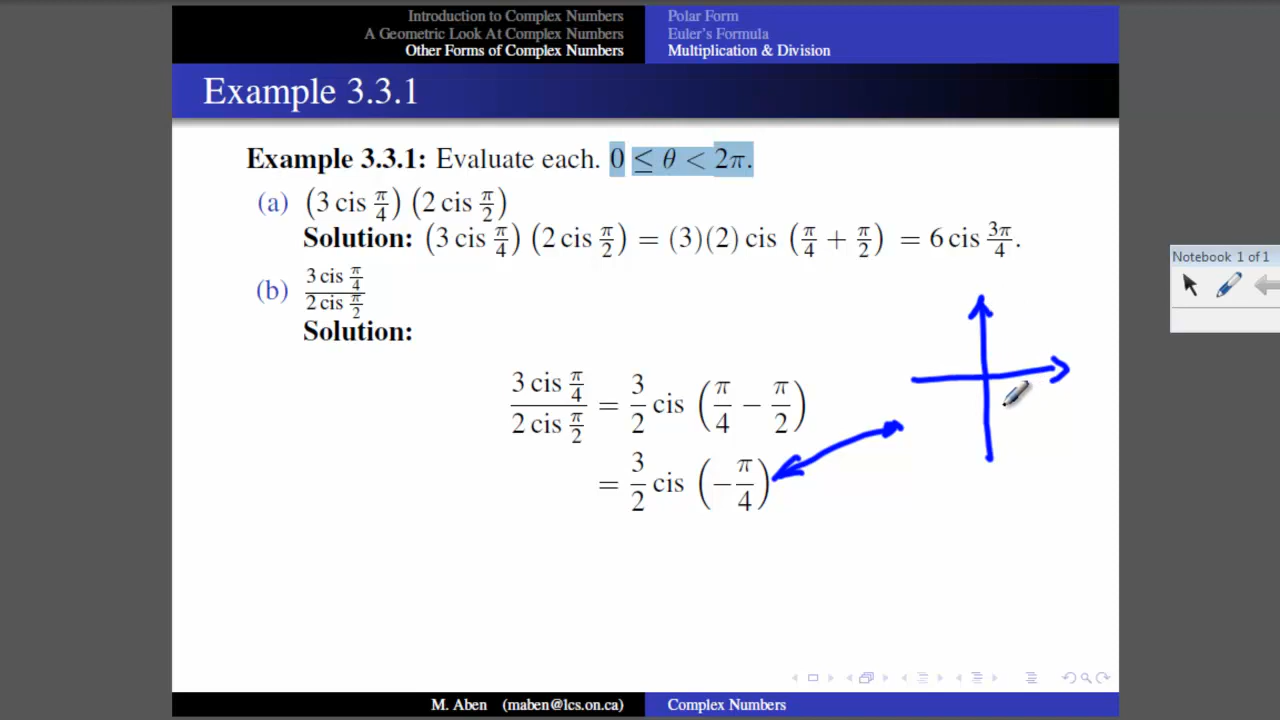 Introduction to Complex Numbers
A Geometric Look At Complex Numbers
Other Forms of Complex Numbers
Polar Form
Euler's Formula
Multiplication & Division
Example 3.3.1
Example 3.3.1: Evaluate each. 0 ≤ θ < 2π.
(a) (3 cis π/4) (2 cis π/2)
Solution: (3 cis π/4) (2 cis π/2) = (3)(2) cis (π/4 + π/2) = 6 cis 3π/4.
(b) (3 cis π/4)/(2 cis π/2)
Solution:
(3 cis π/4)/(2 cis π/2) = 3/2 cis (π/4 − π/2)
= 3/2 cis (−π/4)
Notebook 1 of 1
M. Aben (maben@lcs.on.ca)
Complex Numbers